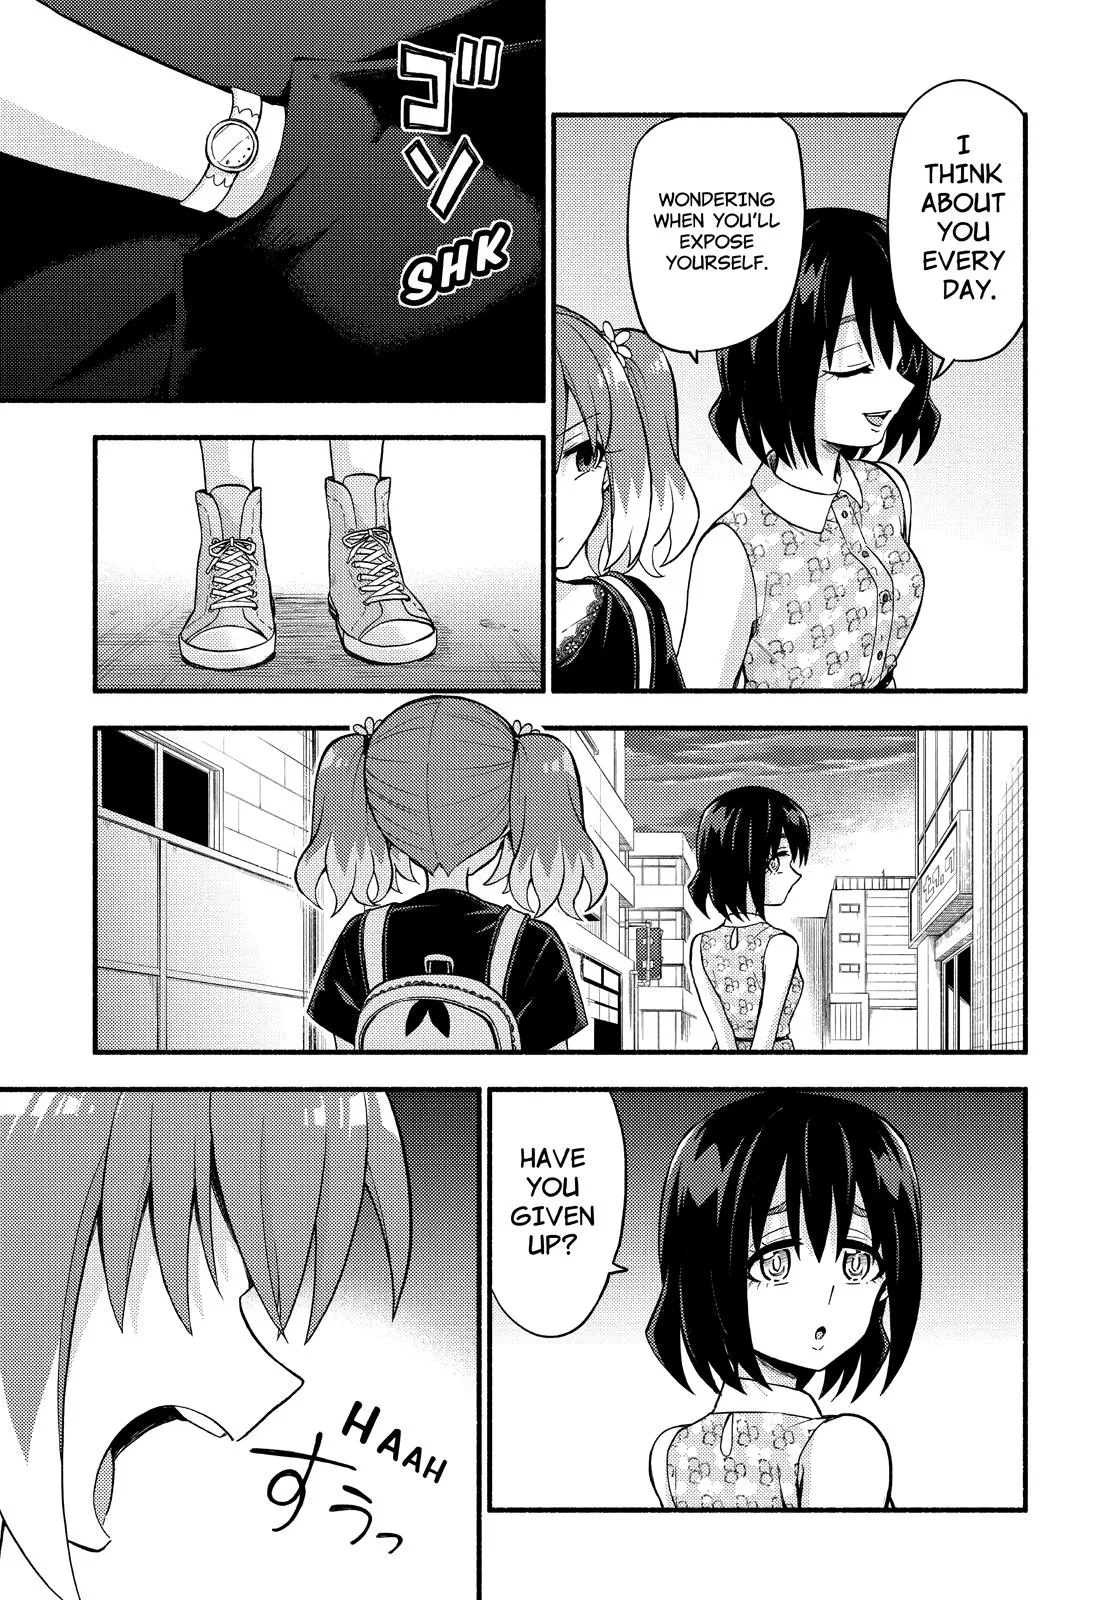 I
THINK
ABOUT
YOU
EVERY
DAY.
WONDERING
WHEN YOU'LL
EXPOSE
YOURSELF.
ゴソ
SHK
HAVE
YOU
GIVEN
UP?
HAAH
すぅっ